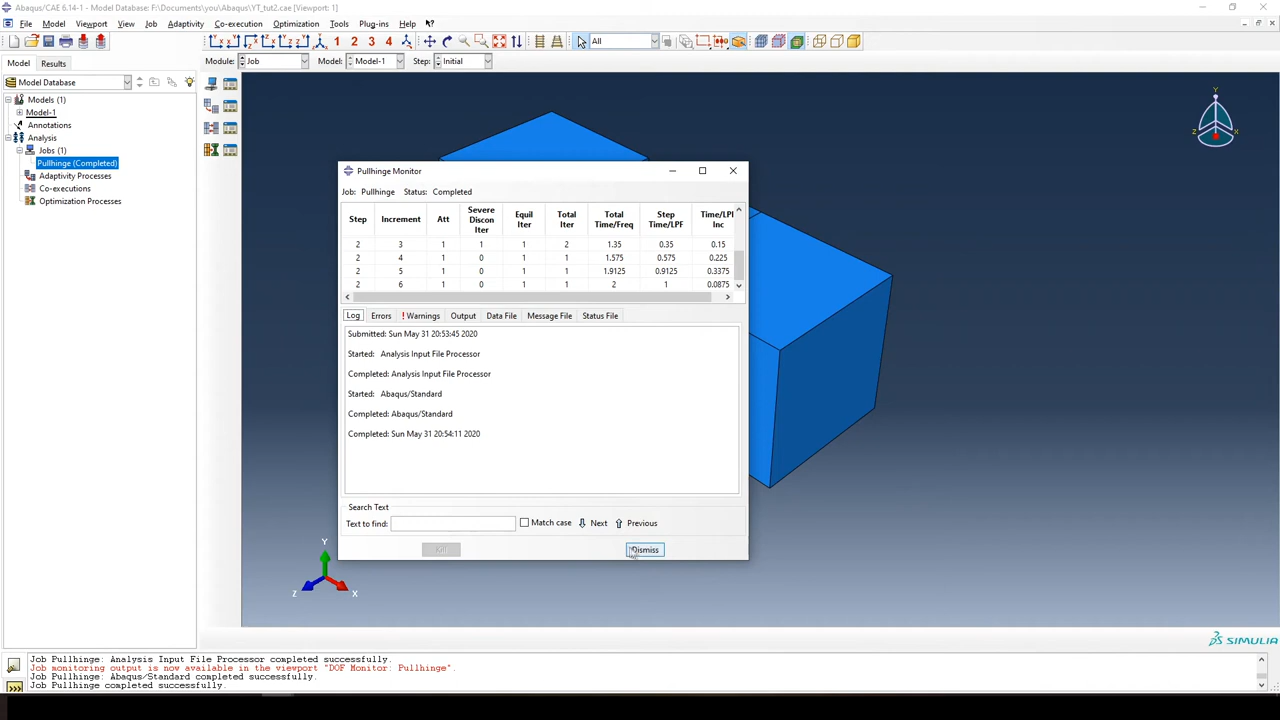 Abaqus/CAE 6.14-1 - Model Database: F:\Documents\you\Abaqus\YT_tut2.cae [Viewport: 1]
File Model Viewport View Job Adaptivity Co-execution Optimization Tools Plug-ins Help
1 2 3 4 All
Model Results Module: Job Model: Model-1 Step: Initial
Model Database
Models (1)
Model-1
Annotations
Analysis
Jobs (1)
Pullhinge (Completed)
Adaptivity Processes
Co-executions
Optimization Processes
Y
Z X
Pullhinge Monitor
Job: Pullhinge Status: Completed
Step Increment Att Severe Discon Iter Equil Iter Total Iter Total Time/Freq Step Time/LPF Time/LPF Inc
2 3 1 1 1 2 1.35 0.35 0.15
2 4 1 0 1 1 1.575 0.575 0.225
2 5 1 0 1 1 1.9125 0.9125 0.3375
2 6 1 0 1 1 2 1 0.0875
Log Errors ! Warnings Output Data File Message File Status File
Submitted: Sun May 31 20:53:45 2020
Started: Analysis Input File Processor
Completed: Analysis Input File Processor
Started: Abaqus/Standard
Completed: Abaqus/Standard
Completed: Sun May 31 20:54:11 2020
Search Text
Text to find: Match case Next Previous
Kill Dismiss
Y
Z X
SIMULIA
Job Pullhinge: Analysis Input File Processor completed successfully.
Job monitoring output is now available in the viewport "DOF Monitor: Pullhinge".
Job Pullhinge: Abaqus/Standard completed successfully.
Job Pullhinge completed successfully.
>>>